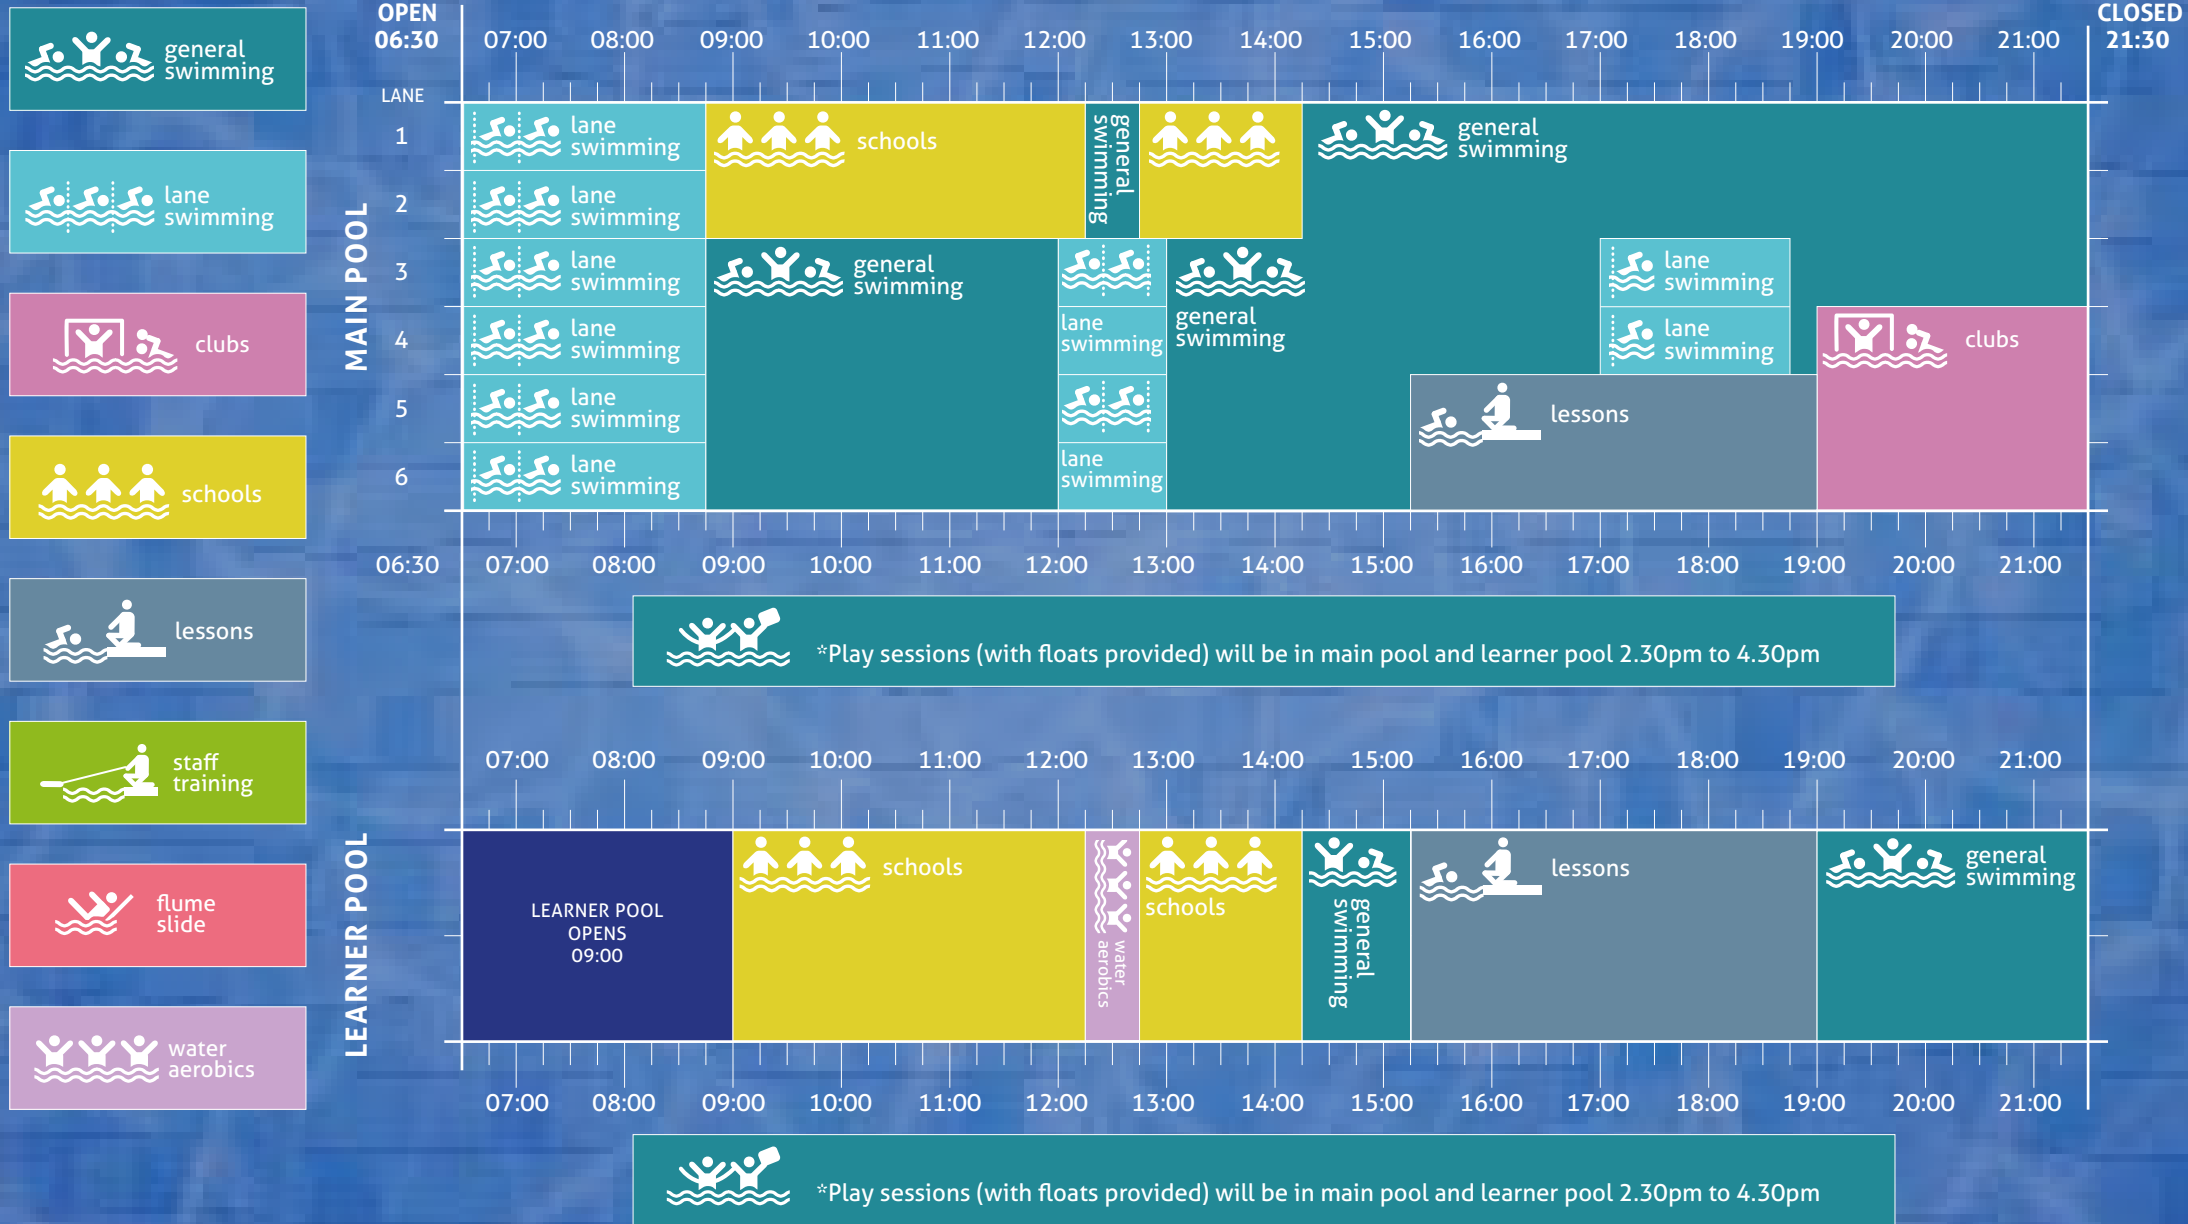 general
swimming
lane
swimming
clubs
schools
lessons
staff
training
flume
slide
water
aerobics
OPEN
06:30
07:00 08:00 09:00 10:00 11:00 12:00 13:00 14:00 15:00 16:00 17:00 18:00 19:00 20:00 21:00
CLOSED
21:30
MAIN POOL
LANE
1
2
3
4
5
6
lane
swimming
lane
swimming
lane
swimming
lane
swimming
lane
swimming
lane
swimming
schools
general
swimming
general
swimming
general
swimming
lane
swimming
lane
swimming
general
swimming
lane
swimming
lane
swimming
lessons
clubs
06:30 07:00 08:00 09:00 10:00 11:00 12:00 13:00 14:00 15:00 16:00 17:00 18:00 19:00 20:00 21:00
*Play sessions (with floats provided) will be in main pool and learner pool 2.30pm to 4.30pm
07:00 08:00 09:00 10:00 11:00 12:00 13:00 14:00 15:00 16:00 17:00 18:00 19:00 20:00 21:00
LEARNER POOL
LEARNER POOL
OPENS
09:00
schools
water
aerobics
schools
general
swimming
lessons
general
swimming
07:00 08:00 09:00 10:00 11:00 12:00 13:00 14:00 15:00 16:00 17:00 18:00 19:00 20:00 21:00
*Play sessions (with floats provided) will be in main pool and learner pool 2.30pm to 4.30pm